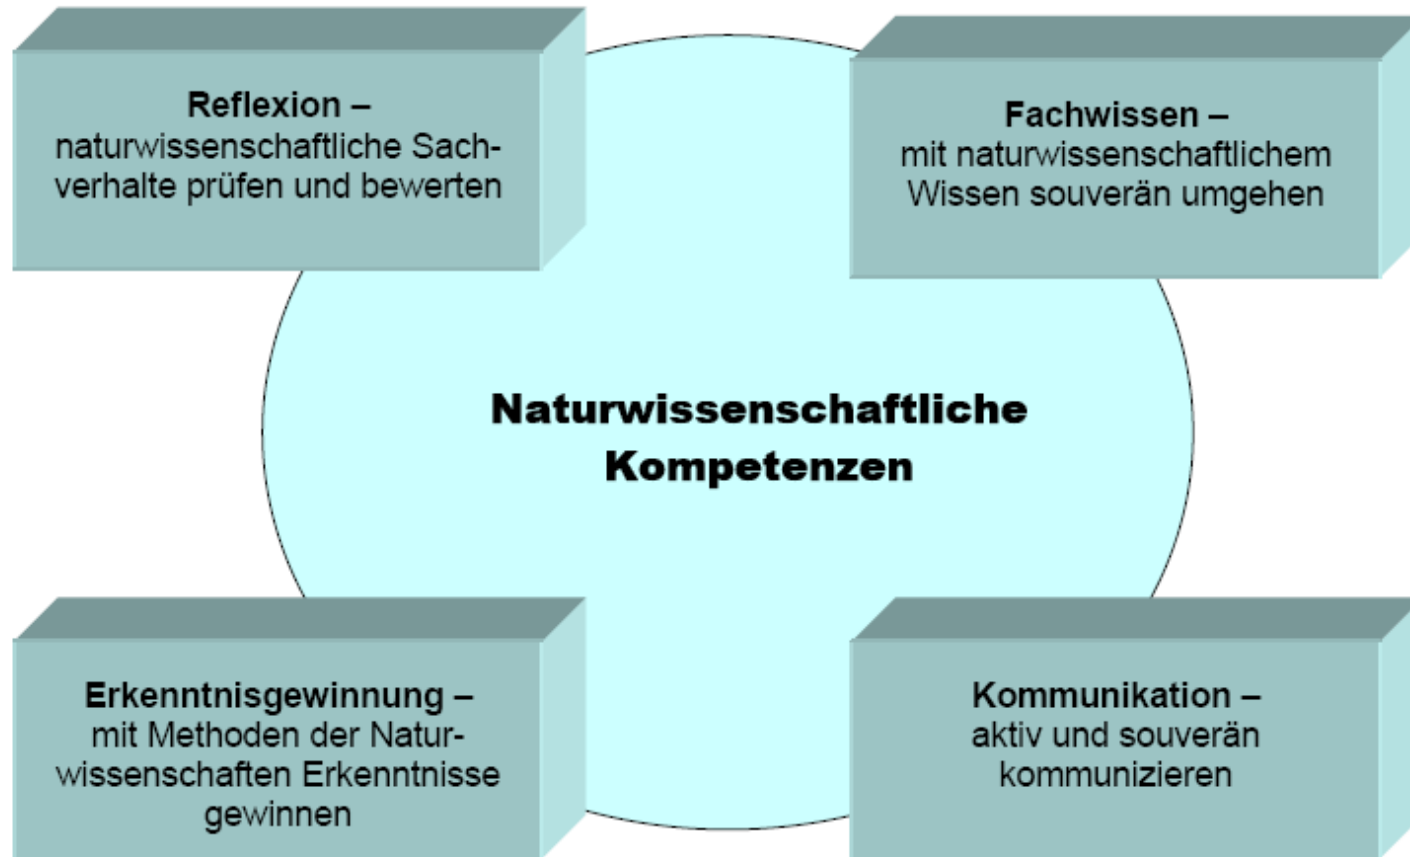 Reflexion –
naturwissenschaftliche Sach-
verhalte prüfen und bewerten
Fachwissen –
mit naturwissenschaftlichem
Wissen souverän umgehen
Naturwissenschaftliche
Kompetenzen
Erkenntnisgewinnung –
mit Methoden der Natur-
wissenschaften Erkenntnisse
gewinnen
Kommunikation –
aktiv und souverän
kommunizieren